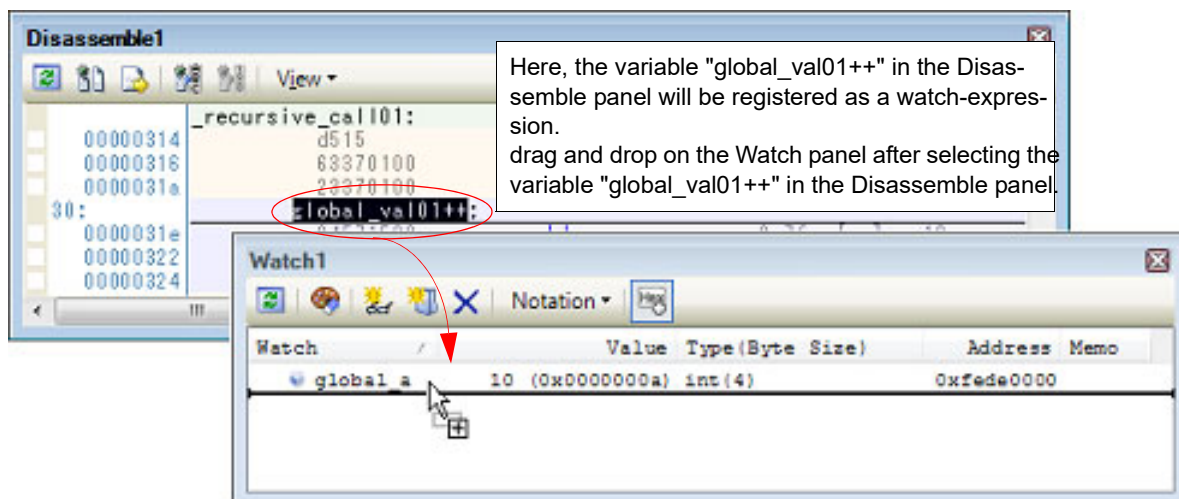 Disassemble1
View
Here, the variable "global_val01++" in the Disas-
semble panel will be registered as a watch-expres-
sion.
drag and drop on the Watch panel after selecting the
variable "global_val01++" in the Disassemble panel.
_recursive_call01:
00000314 d515
00000316 63370100
0000031a 23370100
30: global_val01++;
0000031e
00000322
00000324
Watch1
Notation
Hex
Watch Value Type(Byte Size) Address Memo
global_a 10 (0x0000000a) int(4) 0xfede0000